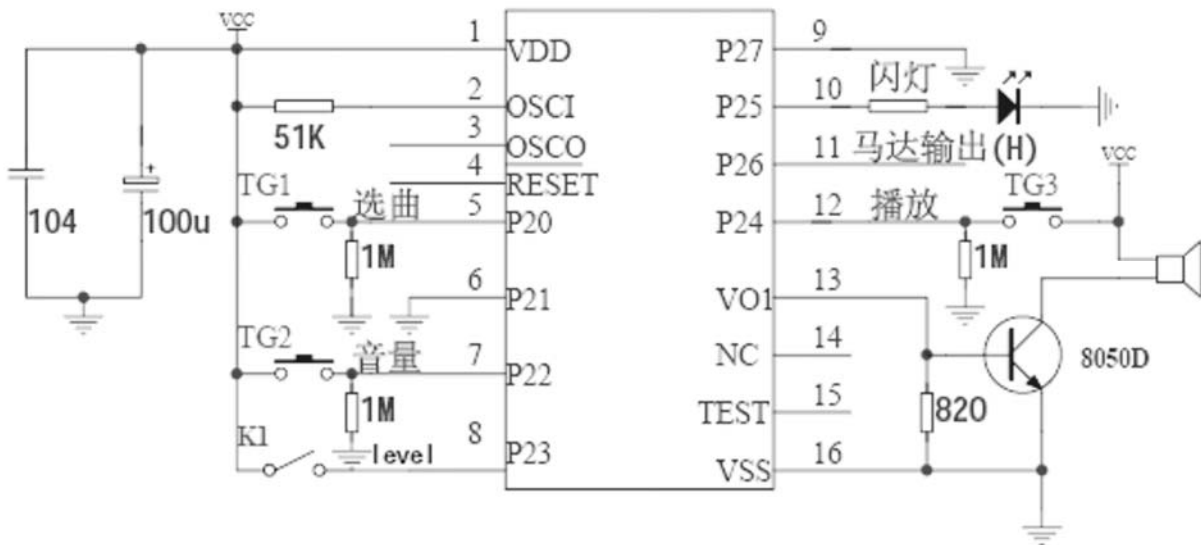 vcc
1 VDD
2 OSCI
51K
3 OSCO
4 RESET
TG1 选曲 5 P20
104
100u
1M
6 P21
TG2 音量 7 P22
1M
K1 level 8 P23
P27 9
P25 10 闪灯
P26 11 马达输出(H)
vcc
P24 12 播放 TG3
1M
VO1 13
NC 14
8050D
TEST 15
820
VSS 16